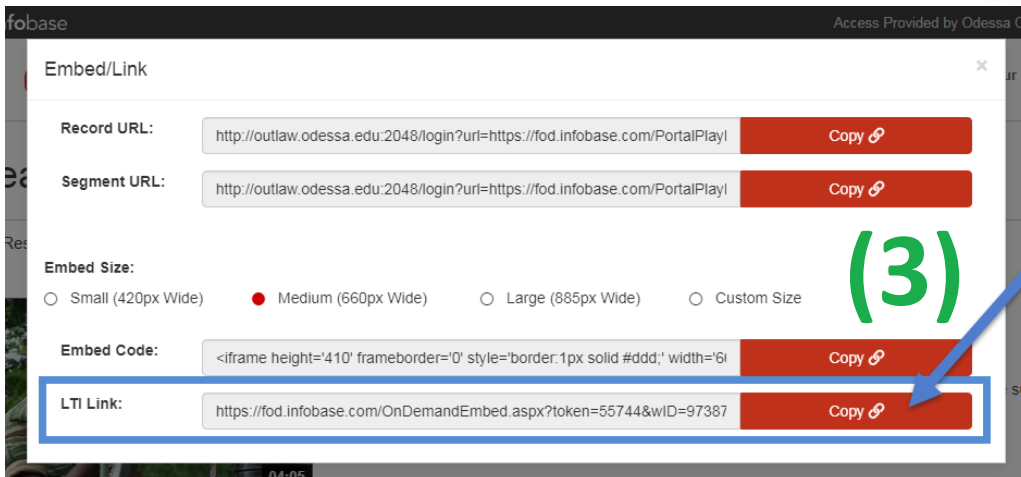 infobase
Access Provided by Odessa
Embed/Link
×
Record URL:
http://outlaw.odessa.edu:2048/login?url=https://fod.infobase.com/PortalPlayl
Copy
Segment URL:
http://outlaw.odessa.edu:2048/login?url=https://fod.infobase.com/PortalPlayl
Copy
(3)
Embed Size:
Small (420px Wide)
Medium (660px Wide)
Large (885px Wide)
Custom Size
Embed Code:
<iframe height='410' frameborder='0' style='border:1px solid #ddd;' width='6
Copy
LTI Link:
https://fod.infobase.com/OnDemandEmbed.aspx?token=55744&wID=97387
Copy
04:05